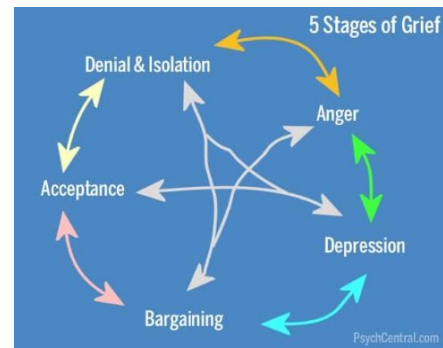 5 Stages of Grief
Denial & Isolation
Anger
Acceptance
Depression
Bargaining
PsychCentral.com